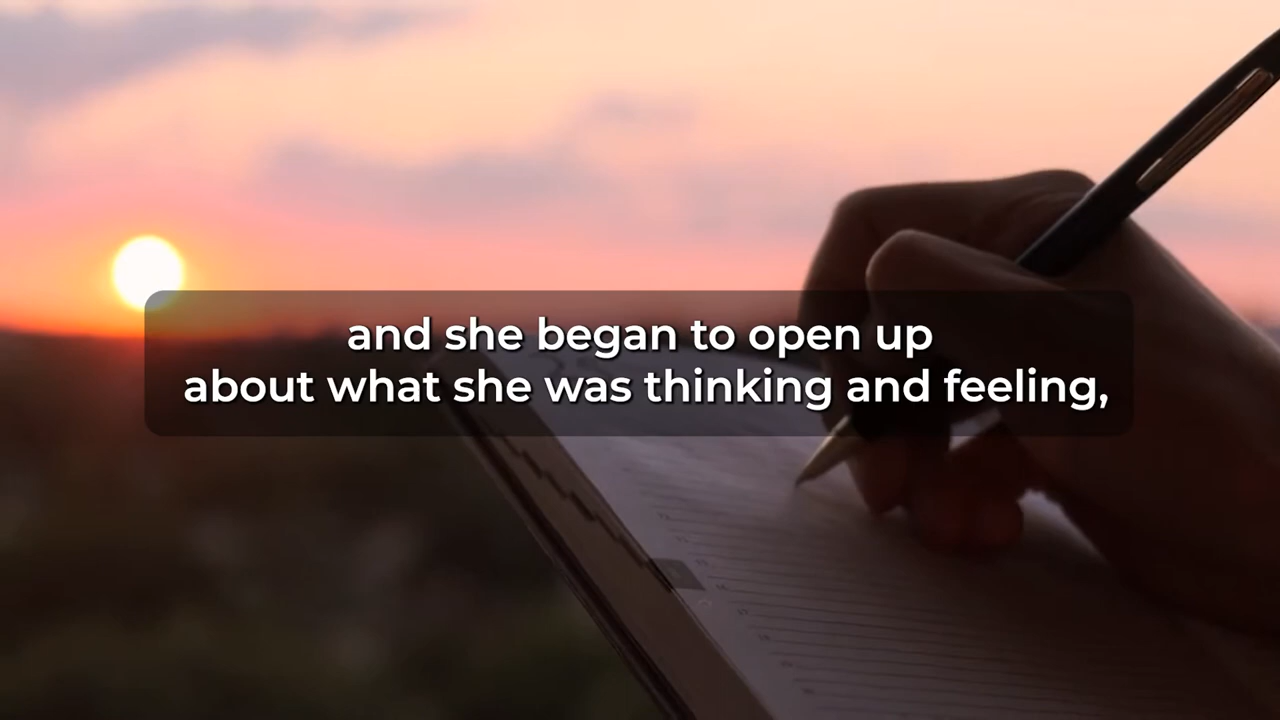 and she began to open up
about what she was thinking and feeling,